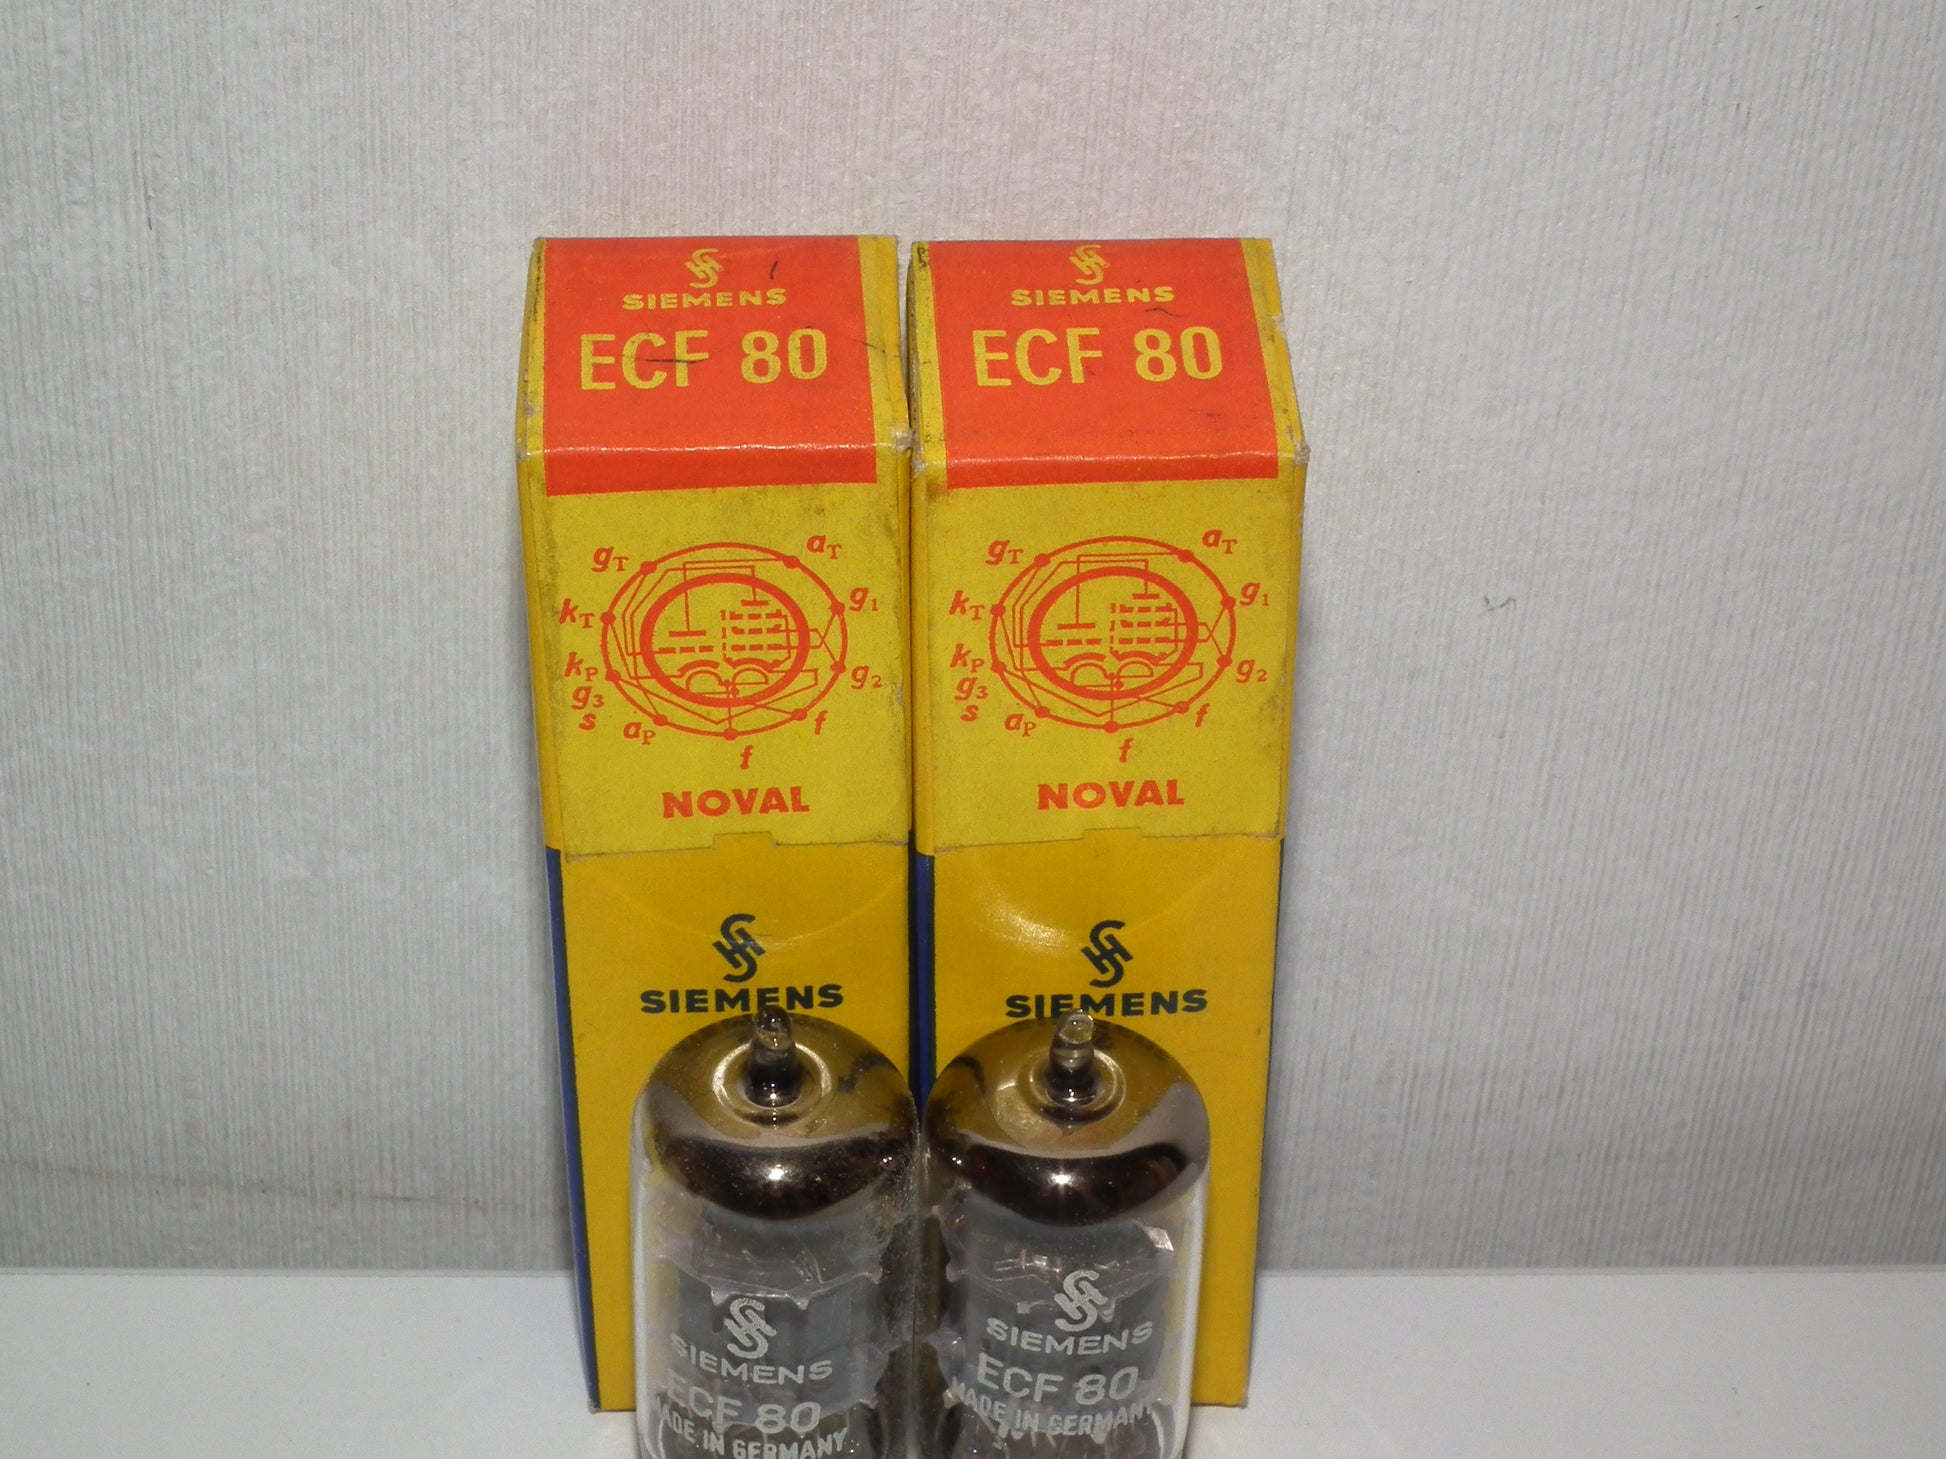 SIEMENS
ECF 80
gT
aT
kT
g1
kP
g3
s
g2
aP
f
f
NOVAL
SIEMENS
SIEMENS
ECF 80
MADE IN GERMANY
SIEMENS
ECF 80
gT
aT
kT
g1
kP
g3
s
g2
aP
f
f
NOVAL
SIEMENS
SIEMENS
ECF 80
MADE IN GERMANY